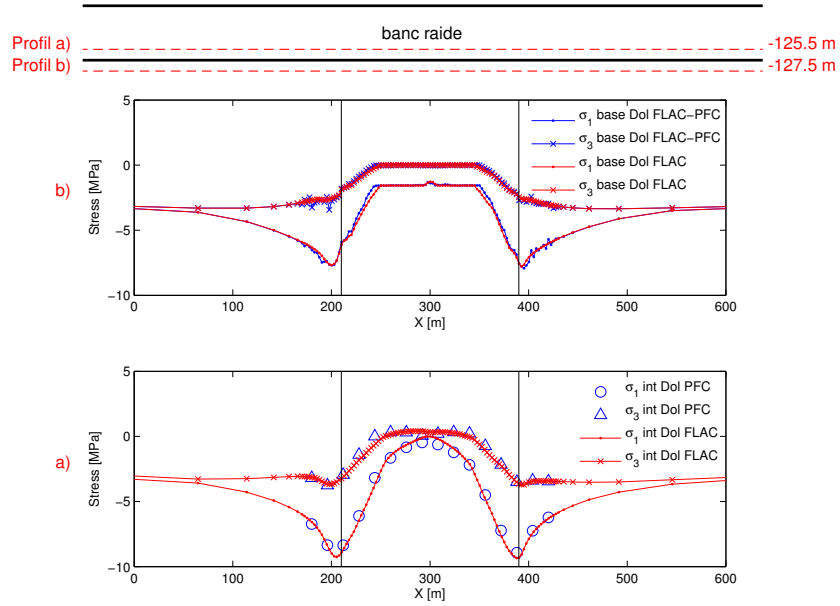 banc raide
Profil a)
-125.5 m
Profil b)
-127.5 m
b)
Stress [MPa]
5
0
−5
−10
0
100
200
300
400
500
600
X [m]
σ1 base Dol FLAC−PFC
σ3 base Dol FLAC−PFC
σ1 base Dol FLAC
σ3 base Dol FLAC
a)
Stress [MPa]
5
0
−5
−10
0
100
200
300
400
500
600
X [m]
σ1 int Dol PFC
σ3 int Dol PFC
σ1 int Dol FLAC
σ3 int Dol FLAC